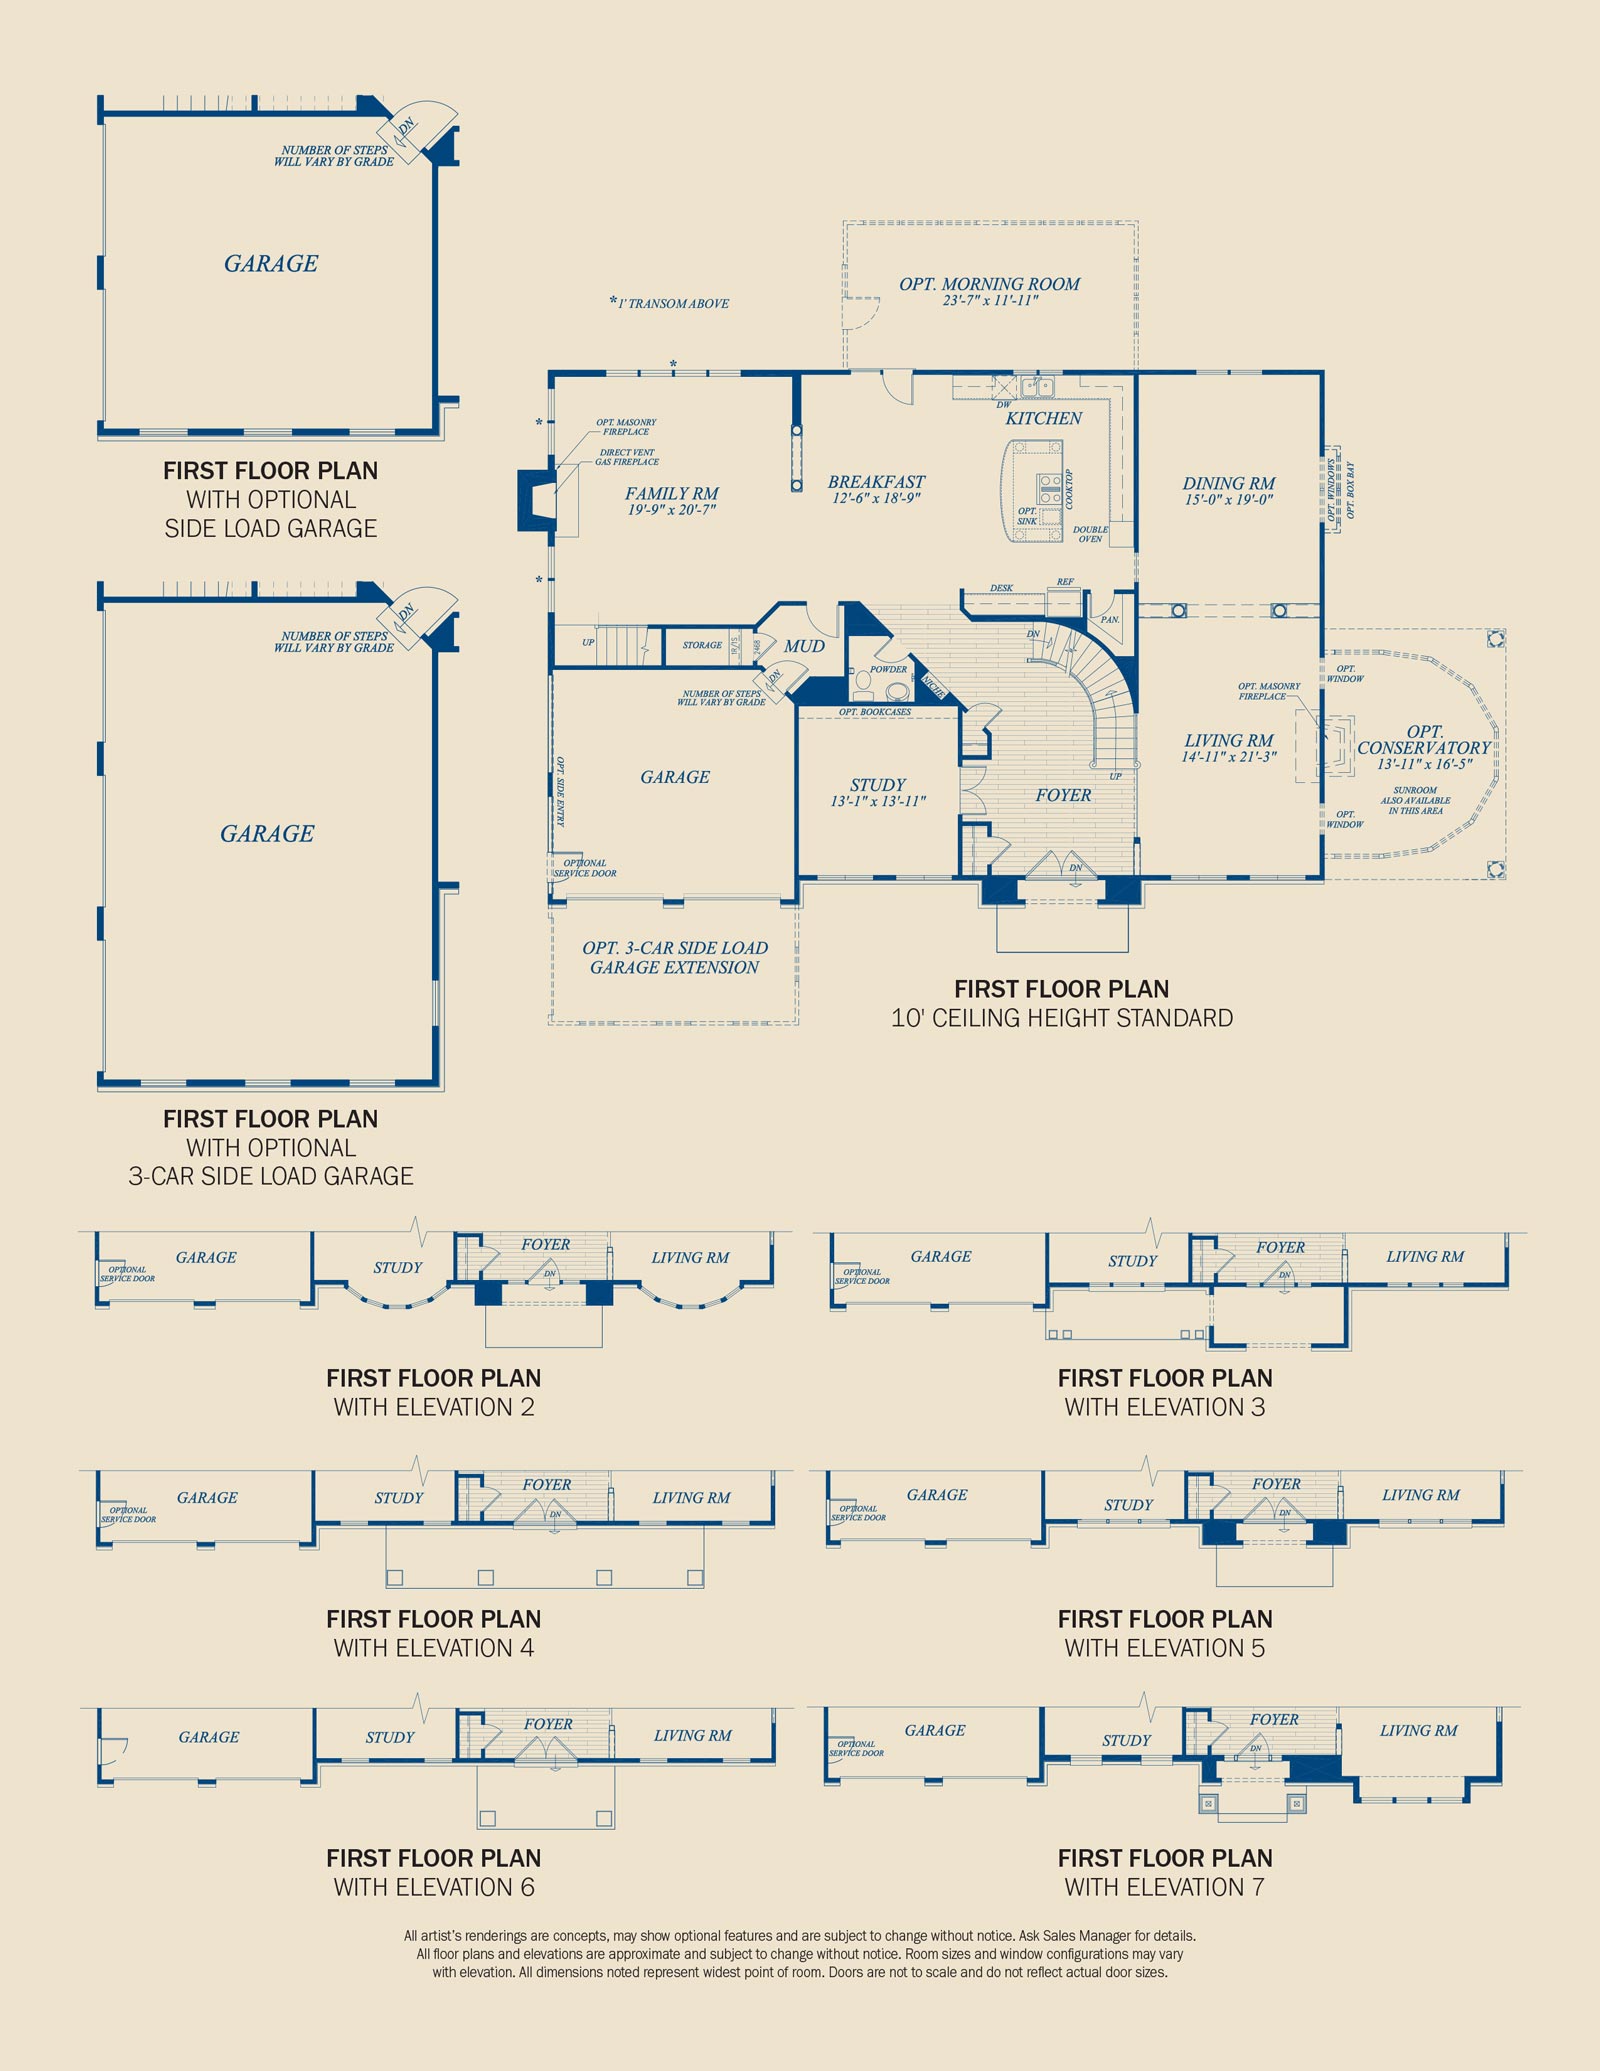 DN
NUMBER OF STEPS
WILL VARY BY GRADE
GARAGE
FIRST FLOOR PLAN
WITH OPTIONAL
SIDE LOAD GARAGE
DN
NUMBER OF STEPS
WILL VARY BY GRADE
GARAGE
FIRST FLOOR PLAN
WITH OPTIONAL
3-CAR SIDE LOAD GARAGE
OPT. MORNING ROOM
23'-7" x 11'-11"
*1' TRANSOM ABOVE
*
*
*
OPT. MASONRY
FIREPLACE
DIRECT VENT
GAS FIREPLACE
FAMILY RM
19'-9" x 20'-7"
BREAKFAST
12'-6" x 18'-9"
DW
KITCHEN
COOKTOP
OPT.
SINK
DOUBLE
OVEN
DESK
REF
PAN.
DINING RM
15'-0" x 19'-0"
OPT. WINDOWS
OPT. BOX BAY
UP
STORAGE
1R/1S
2468
MUD
DN
NUMBER OF STEPS
WILL VARY BY GRADE
POWDER
NICHE
DN
OPT. BOOKCASES
GARAGE
OPT. SIDE ENTRY
OPTIONAL
SERVICE DOOR
STUDY
13'-1" x 13'-11"
FOYER
UP
DN
OPT. MASONRY
FIREPLACE
LIVING RM
14'-11" x 21'-3"
OPT.
WINDOW
OPT.
CONSERVATORY
13'-11" x 16'-5"
SUNROOM
ALSO AVAILABLE
IN THIS AREA
OPT.
WINDOW
OPT. 3-CAR SIDE LOAD
GARAGE EXTENSION
FIRST FLOOR PLAN
10' CEILING HEIGHT STANDARD
GARAGE
OPTIONAL
SERVICE DOOR
STUDY
FOYER
DN
LIVING RM
FIRST FLOOR PLAN
WITH ELEVATION 2
GARAGE
OPTIONAL
SERVICE DOOR
STUDY
FOYER
DN
LIVING RM
FIRST FLOOR PLAN
WITH ELEVATION 3
GARAGE
OPTIONAL
SERVICE DOOR
STUDY
FOYER
DN
LIVING RM
FIRST FLOOR PLAN
WITH ELEVATION 4
GARAGE
OPTIONAL
SERVICE DOOR
STUDY
FOYER
DN
LIVING RM
FIRST FLOOR PLAN
WITH ELEVATION 5
GARAGE
STUDY
FOYER
LIVING RM
FIRST FLOOR PLAN
WITH ELEVATION 6
GARAGE
OPTIONAL
SERVICE DOOR
STUDY
FOYER
DN
LIVING RM
FIRST FLOOR PLAN
WITH ELEVATION 7
All artist's renderings are concepts, may show optional features and are subject to change without notice. Ask Sales Manager for details.
All floor plans and elevations are approximate and subject to change without notice. Room sizes and window configurations may vary
with elevation. All dimensions noted represent widest point of room. Doors are not to scale and do not reflect actual door sizes.